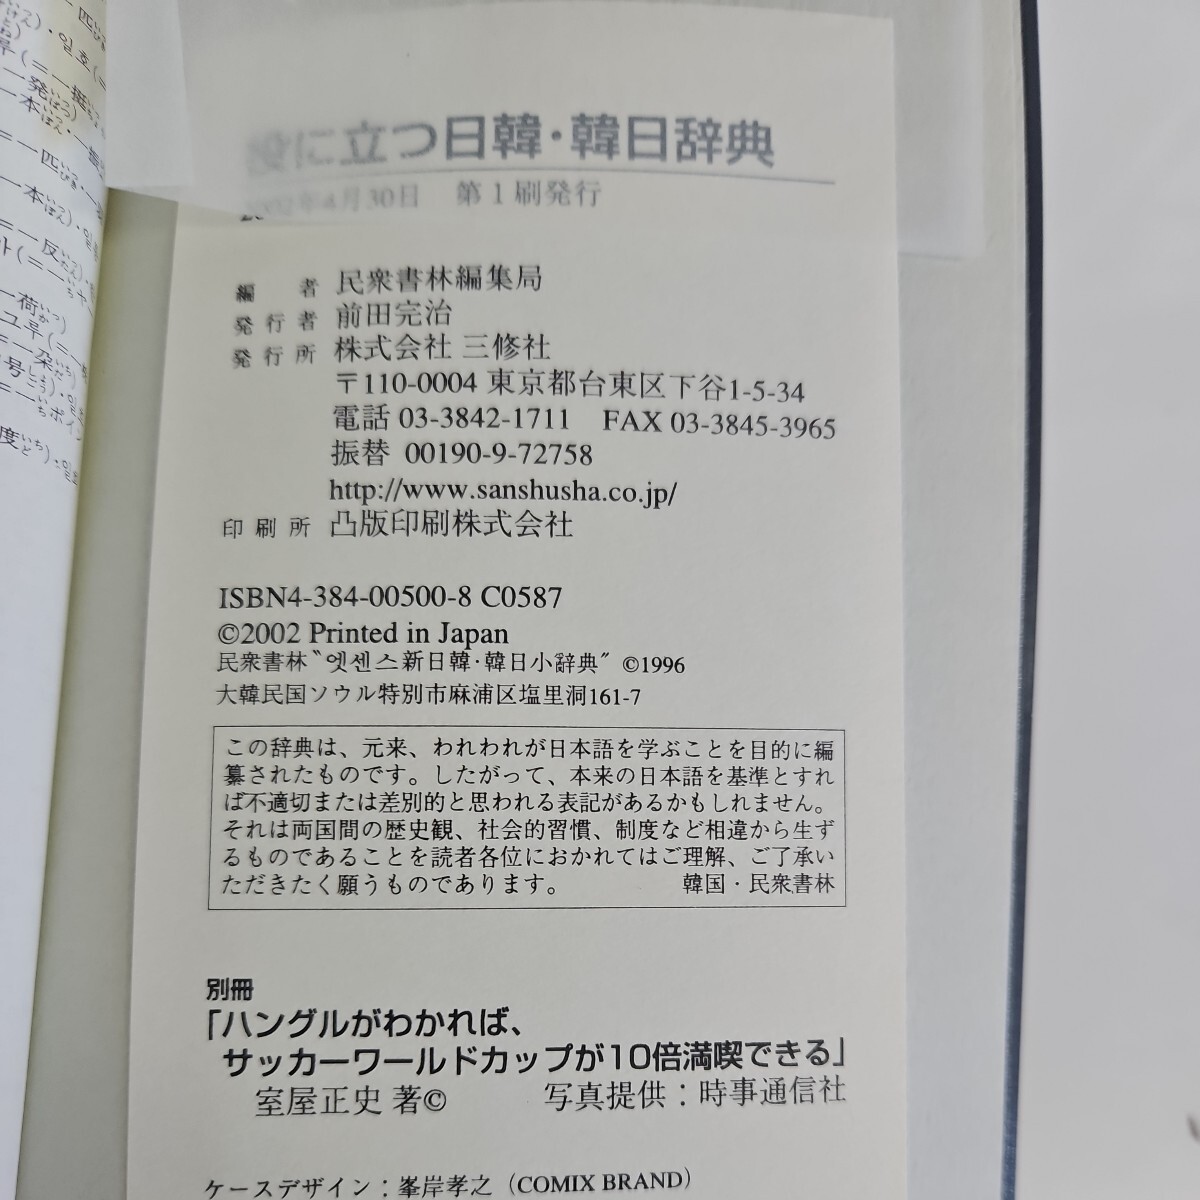 役に立つ日韓・韓日辞典
2002年4月30日　第1刷発行
編　者　民衆書林編集局
発行者　前田完治
発行所　株式会社 三修社
〒110-0004 東京都台東区下谷1-5-34
電話 03-3842-1711　FAX 03-3845-3965
振替 00190-9-72758
http://www.sanshusha.co.jp/
印刷所　凸版印刷株式会社
ISBN4-384-00500-8 C0587
©2002 Printed in Japan
民衆書林〝엣센스新日韓・韓日小辞典〟©1996
大韓民国ソウル特別市麻浦区塩里洞161-7
この辞典は、元来、われわれが日本語を学ぶことを目的に編
纂されたものです。したがって、本来の日本語を基準とすれ
ば不適切または差別的と思われる表記があるかもしれません。
それは両国間の歴史観、社会的習慣、制度など相違から生ず
るものであることを読者各位におかれてはご理解、ご了承い
ただきたく願うものであります。　韓国・民衆書林
別冊
「ハングルがわかれば、
サッカーワールドカップが10倍満喫できる」
室屋正史 著©　写真提供：時事通信社
ケースデザイン：峯岸孝之（COMIX BRAND）